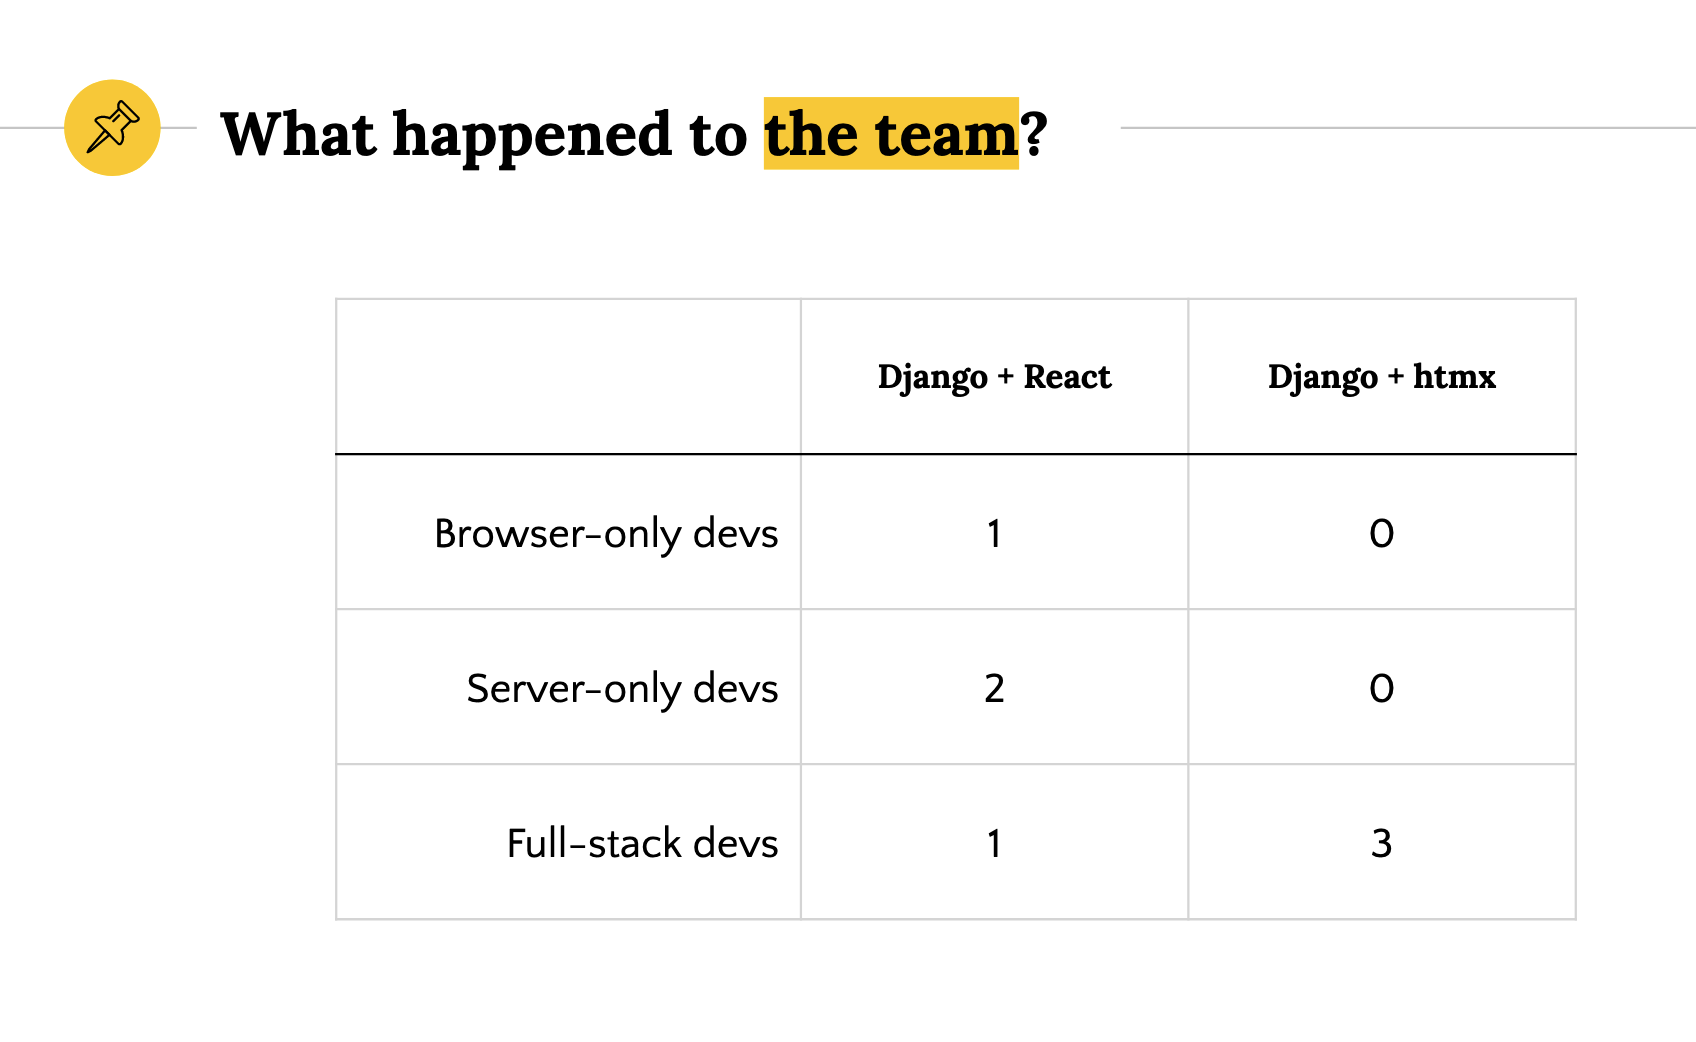 What happened to the team?
Django + React Django + htmx
Browser-only devs 1 0
Server-only devs 2 0
Full-stack devs 1 3